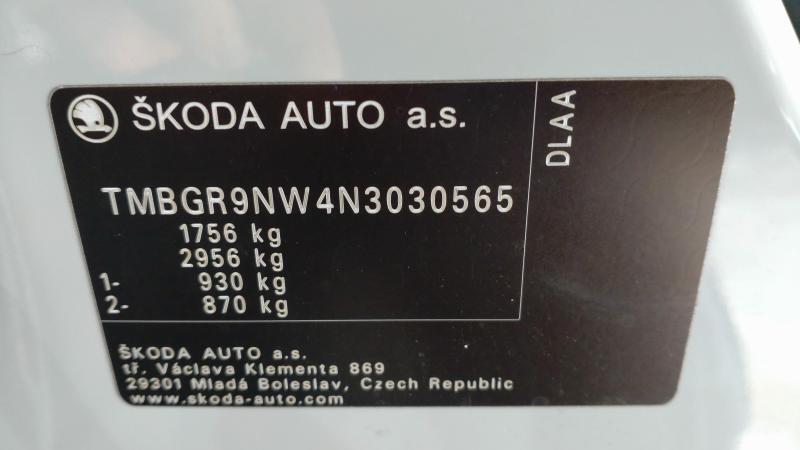 ŠKODA AUTO a.s.
DLAA
TMBGR9NW4N3030565
1756 kg
2956 kg
1- 930 kg
2- 870 kg
ŠKODA AUTO a.s.
tř. Václava Klementa 869
29301 Mladá Boleslav, Czech Republic
www.skoda-auto.com